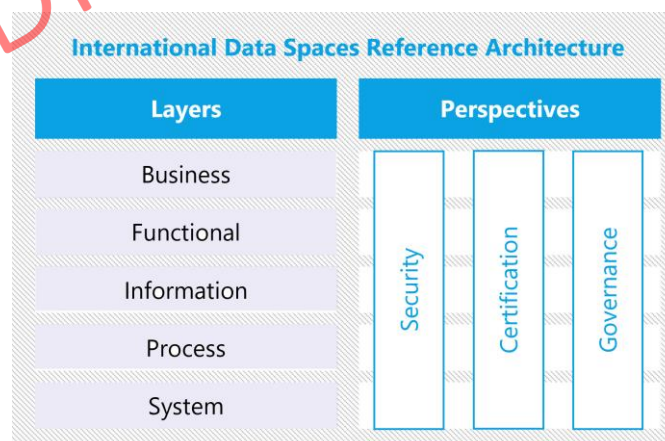 International Data Spaces Reference Architecture
Layers
Perspectives
Business
Functional
Information
Process
System
Security
Certification
Governance